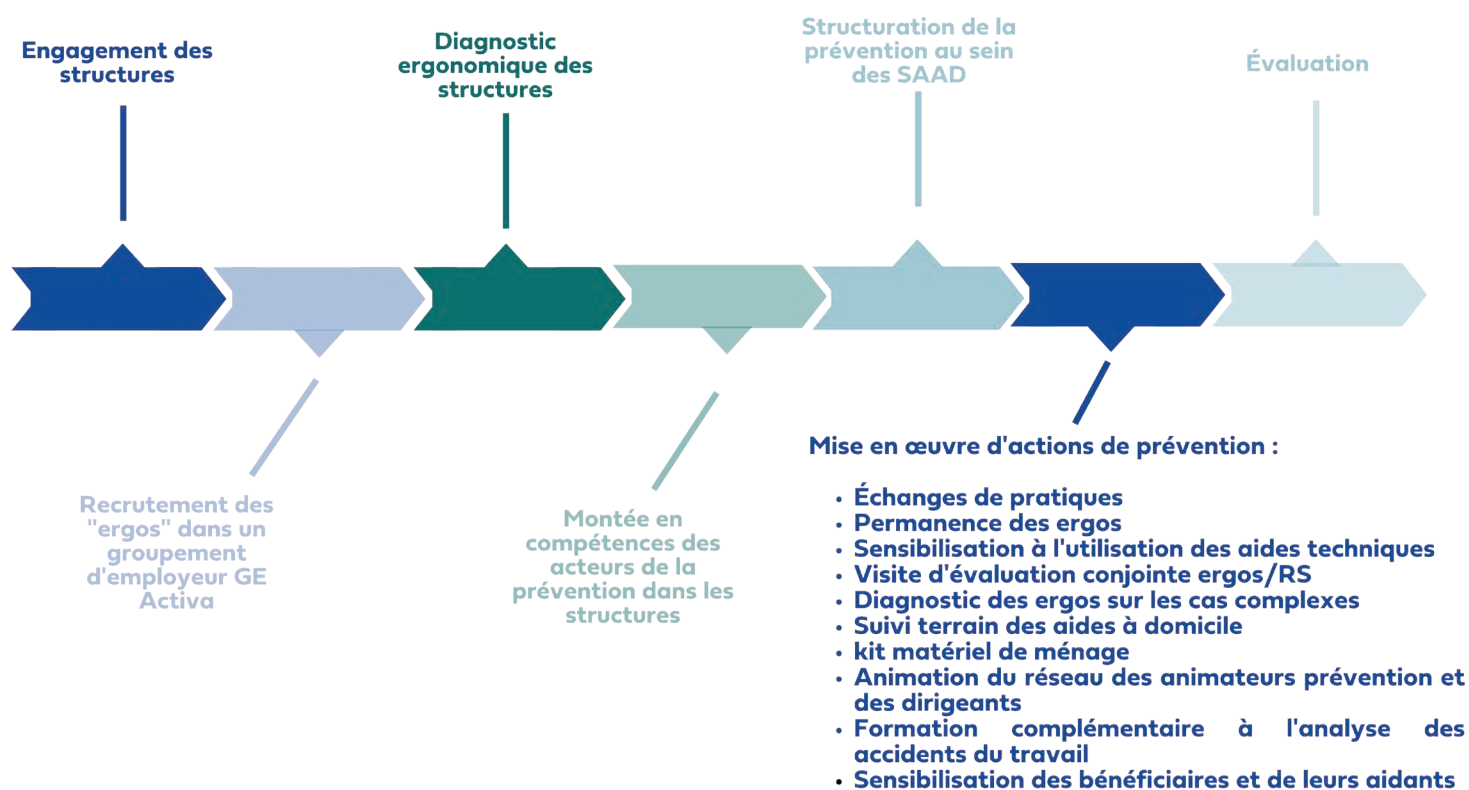 Engagement des
structures
Diagnostic
ergonomique des
structures
Structuration de la
prévention au sein
des SAAD
Évaluation
Recrutement des
"ergos" dans un
groupement
d'employeur GE
Activa
Montée en
compétences des
acteurs de la
prévention dans les
structures
Mise en œuvre d'actions de prévention :
• Échanges de pratiques
• Permanence des ergos
• Sensibilisation à l'utilisation des aides techniques
• Visite d'évaluation conjointe ergos/RS
• Diagnostic des ergos sur les cas complexes
• Suivi terrain des aides à domicile
• kit matériel de ménage
• Animation du réseau des animateurs prévention et
des dirigeants
• Formation complémentaire à l'analyse des
accidents du travail
• Sensibilisation des bénéficiaires et de leurs aidants